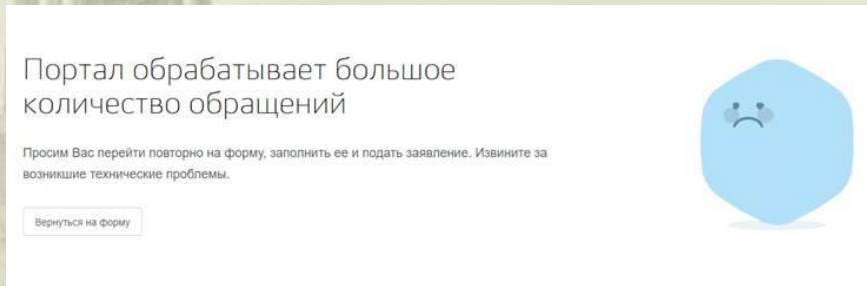 Портал обрабатывает большое
количество обращений
Просим Вас перейти повторно на форму, заполнить ее и подать заявление. Извините за
возникшие технические проблемы.
Вернуться на форму